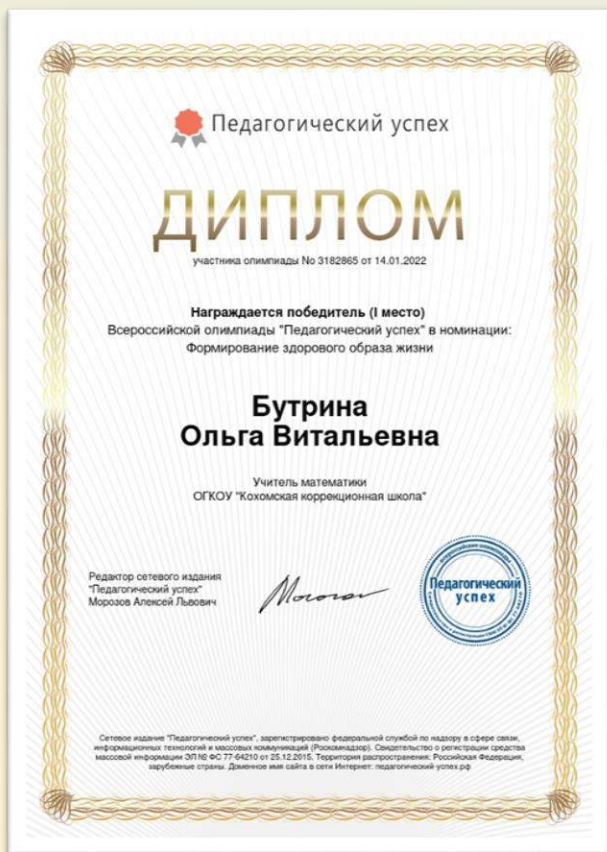 Педагогический успех
ДИПЛОМ
участника олимпиады No 3182865 от 14.01.2022
Награждается победитель (I место)
Всероссийской олимпиады "Педагогический успех" в номинации:
Формирование здорового образа жизни
Бутрина
Ольга Витальевна
Учитель математики
ОГКОУ "Кохомская коррекционная школа"
Редактор сетевого издания
"Педагогический успех"
Морозов Алексей Львович
Педагогический
успех
Сетевое издание "Педагогический успех", зарегистрировано федеральной службой по надзору в сфере связи,
информационных технологий и массовых коммуникаций (Роскомнадзор). Свидетельство о регистрации средства
массовой информации ЭЛ № ФС 77-64210 от 25.12.2015. Территория распространения: Российская Федерация,
зарубежные страны. Доменное имя сайта в сети Интернет: педагогический-успех.рф